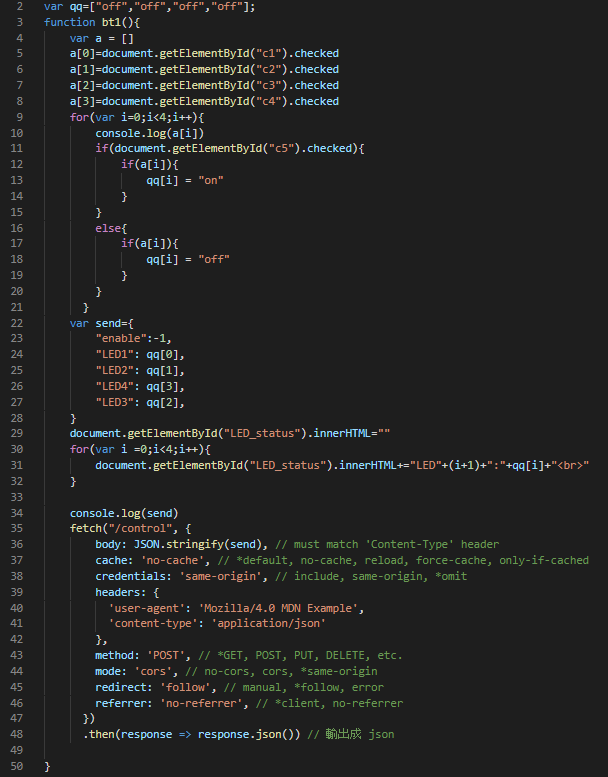 2 var qq=["off","off","off","off"];
3 function bt1(){
4     var a = []
5     a[0]=document.getElementById("c1").checked
6     a[1]=document.getElementById("c2").checked
7     a[2]=document.getElementById("c3").checked
8     a[3]=document.getElementById("c4").checked
9     for(var i=0;i<4;i++){
10         console.log(a[i])
11         if(document.getElementById("c5").checked){
12             if(a[i]){
13                 qq[i] = "on"
14             }
15         }
16         else{
17             if(a[i]){
18                 qq[i] = "off"
19             }
20         }
21       }
22     var send={
23         "enable":-1,
24         "LED1": qq[0],
25         "LED2": qq[1],
26         "LED4": qq[3],
27         "LED3": qq[2],
28     }
29     document.getElementById("LED_status").innerHTML=""
30     for(var i =0;i<4;i++){
31         document.getElementById("LED_status").innerHTML+="LED"+(i+1)+":"+qq[i]+"<br>"
32     }
33
34     console.log(send)
35     fetch("/control", {
36         body: JSON.stringify(send), // must match 'Content-Type' header
37         cache: 'no-cache', // *default, no-cache, reload, force-cache, only-if-cached
38         credentials: 'same-origin', // include, same-origin, *omit
39         headers: {
40           'user-agent': 'Mozilla/4.0 MDN Example',
41           'content-type': 'application/json'
42         },
43         method: 'POST', // *GET, POST, PUT, DELETE, etc.
44         mode: 'cors', // no-cors, cors, *same-origin
45         redirect: 'follow', // manual, *follow, error
46         referrer: 'no-referrer', // *client, no-referrer
47       })
48       .then(response => response.json()) // 輸出成 json
49
50 }